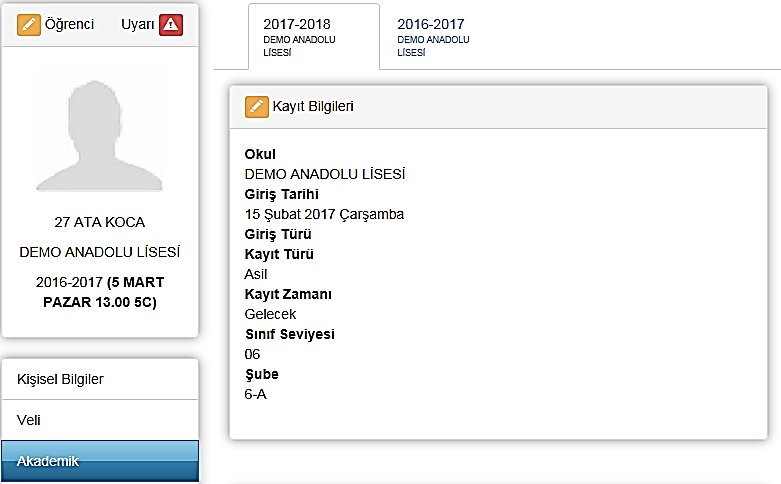 Öğrenci
Uyarı
27 ATA KOCA
DEMO ANADOLU LİSESİ
2016-2017 (5 MART
PAZAR 13.00 5C)
Kişisel Bilgiler
Veli
Akademik
2017-2018
DEMO ANADOLU
LİSESİ
2016-2017
DEMO ANADOLU
LİSESİ
Kayıt Bilgileri
Okul
DEMO ANADOLU LİSESİ
Giriş Tarihi
15 Şubat 2017 Çarşamba
Giriş Türü
Kayıt Türü
Asil
Kayıt Zamanı
Gelecek
Sınıf Seviyesi
06
Şube
6-A